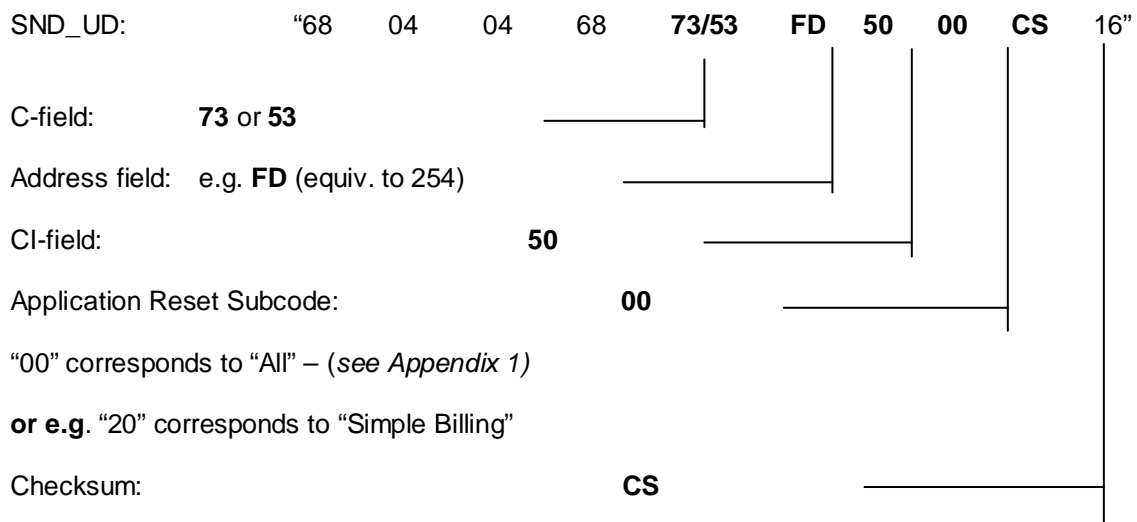 SND_UD: “68 04 04 68 73/53 FD 50 00 CS 16”
C-field: 73 or 53
Address field: e.g. FD (equiv. to 254)
CI-field: 50
Application Reset Subcode: 00
“00” corresponds to “All” – (see Appendix 1)
or e.g. “20” corresponds to “Simple Billing”
Checksum: CS